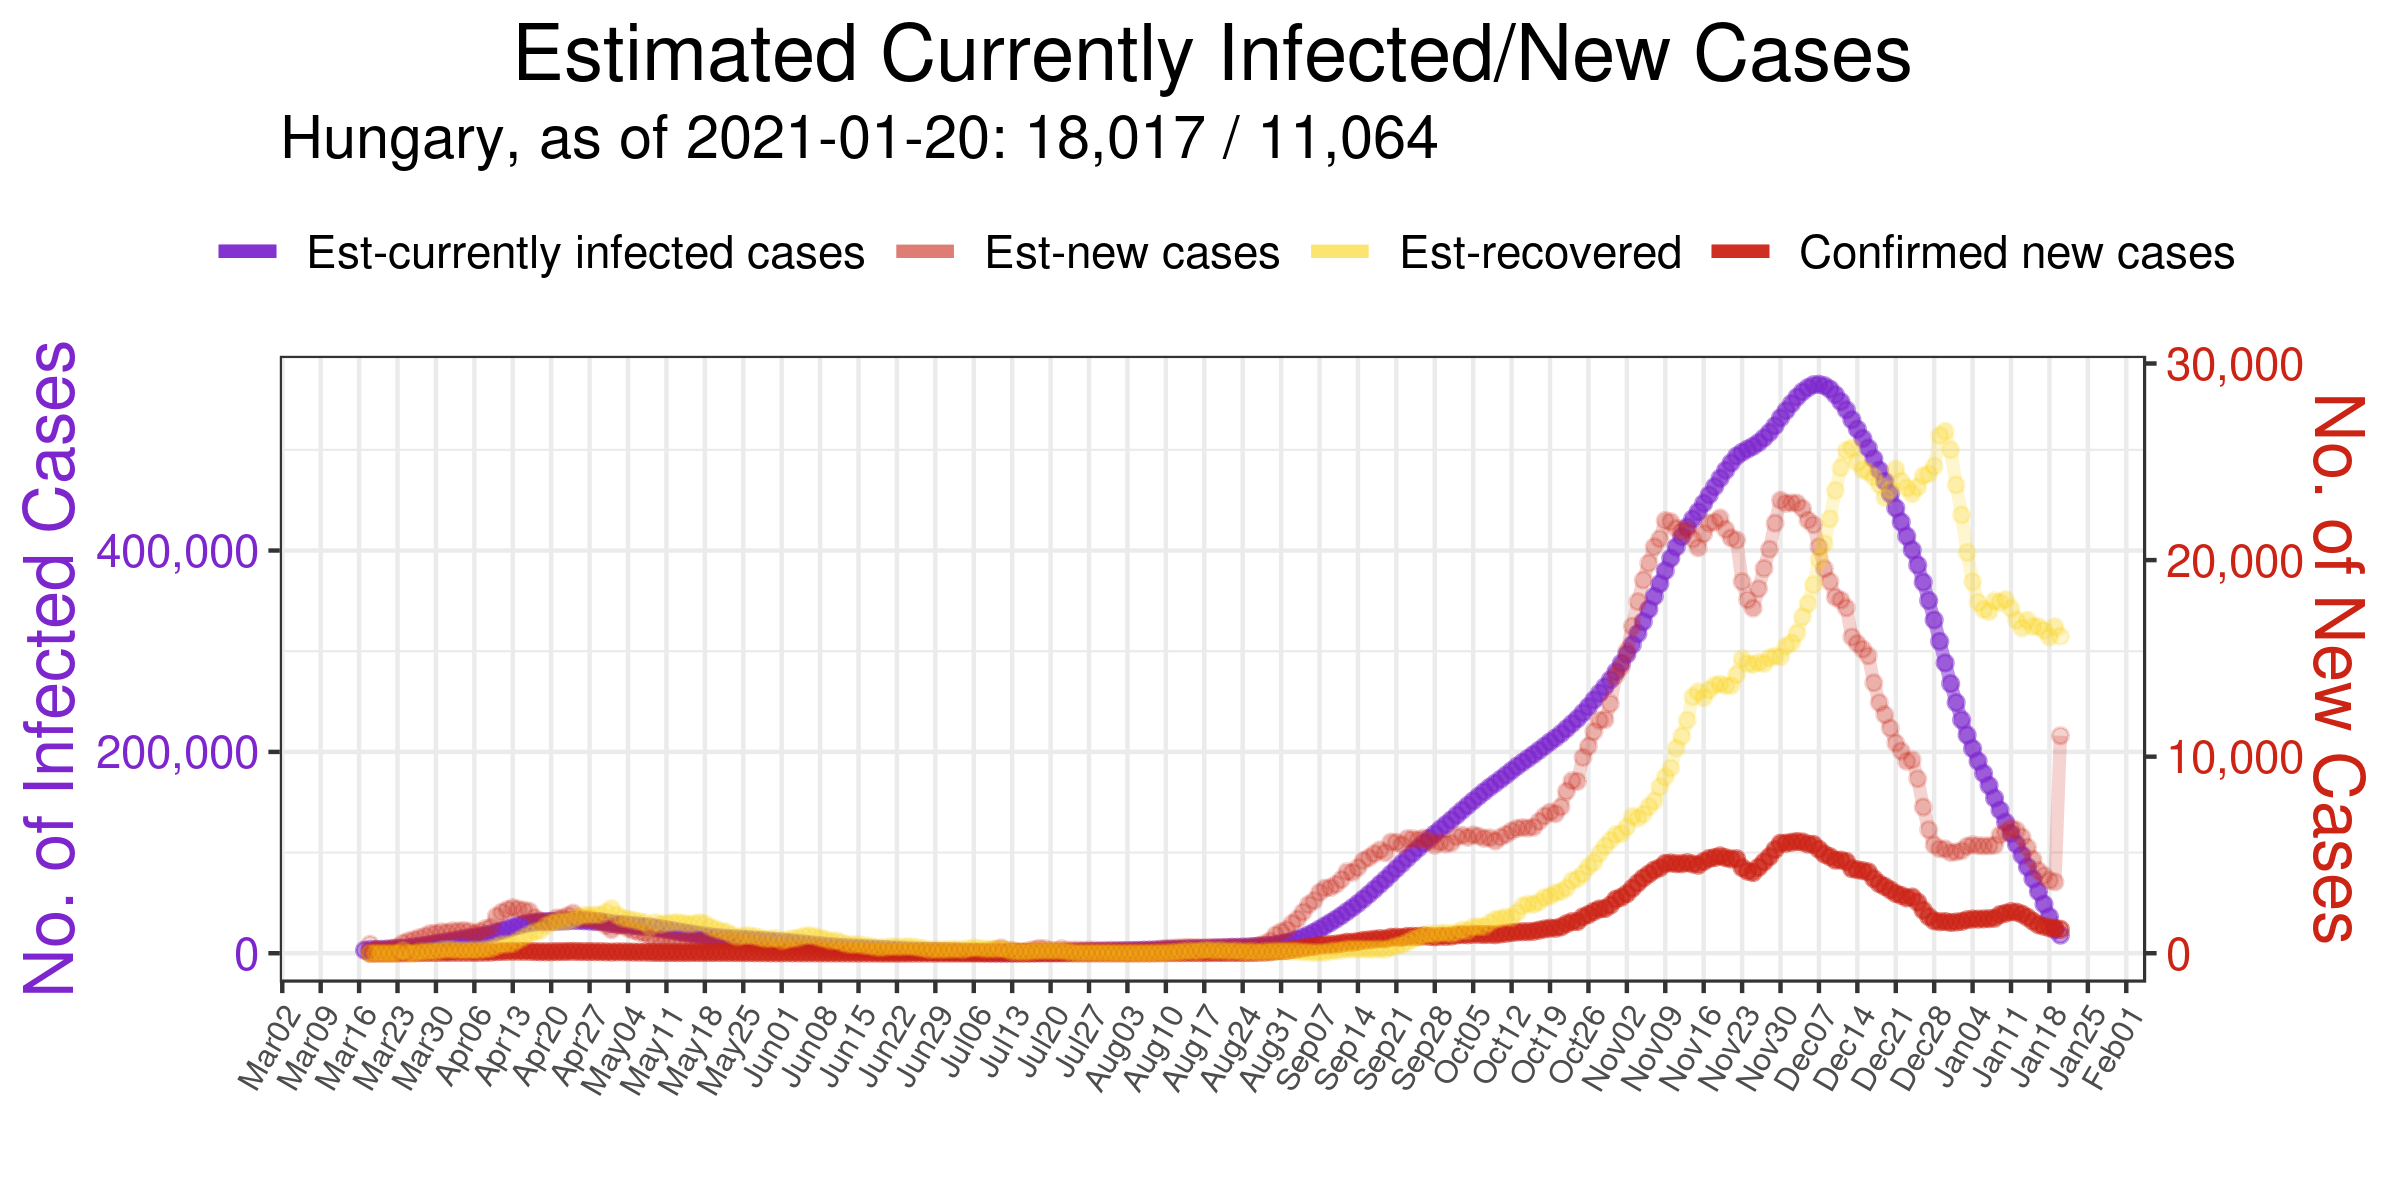 Estimated Currently Infected/New Cases
Hungary, as of 2021-01-20: 18,017 / 11,064
Est-currently infected cases
Est-new cases
Est-recovered
Confirmed new cases
No. of Infected Cases
400,000
200,000
0
30,000
20,000
10,000
0
No. of New Cases
Mar02
Mar09
Mar16
Mar23
Mar30
Apr06
Apr13
Apr20
Apr27
May04
May11
May18
May25
Jun01
Jun08
Jun15
Jun22
Jun29
Jul06
Jul13
Jul20
Jul27
Aug03
Aug10
Aug17
Aug24
Aug31
Sep07
Sep14
Sep21
Sep28
Oct05
Oct12
Oct19
Oct26
Nov02
Nov09
Nov16
Nov23
Nov30
Dec07
Dec14
Dec21
Dec28
Jan04
Jan11
Jan18
Jan25
Feb01